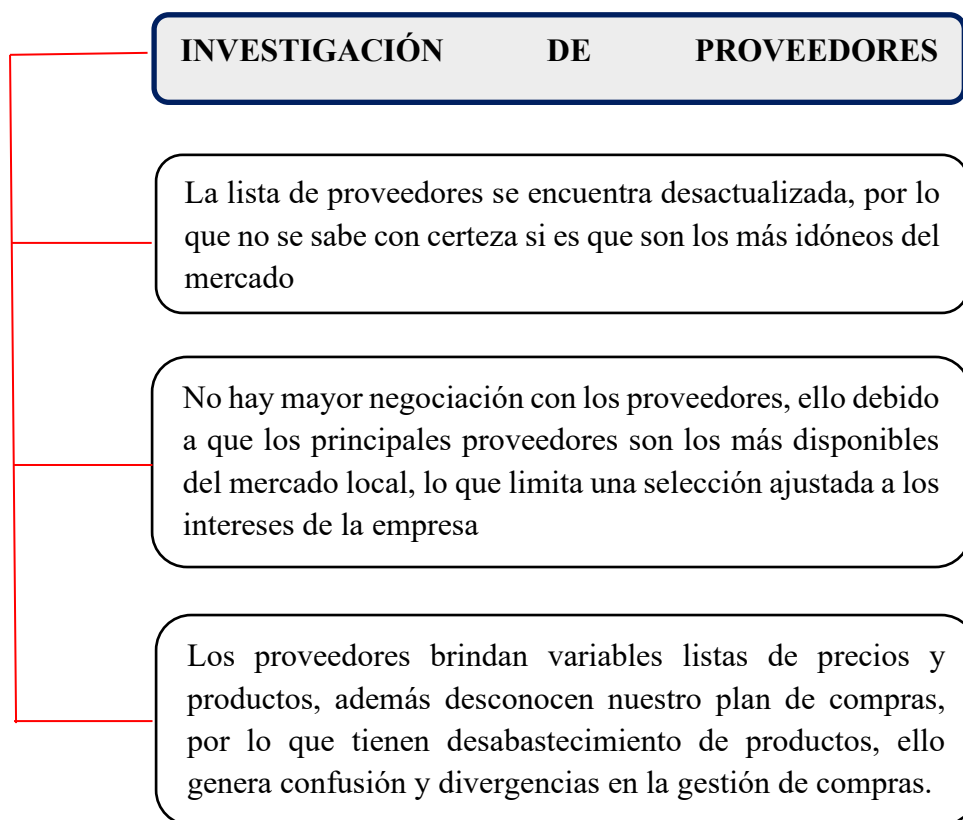 INVESTIGACIÓN DE PROVEEDORES
La lista de proveedores se encuentra desactualizada, por lo
que no se sabe con certeza si es que son los más idóneos del
mercado
No hay mayor negociación con los proveedores, ello debido
a que los principales proveedores son los más disponibles
del mercado local, lo que limita una selección ajustada a los
intereses de la empresa
Los proveedores brindan variables listas de precios y
productos, además desconocen nuestro plan de compras,
por lo que tienen desabastecimiento de productos, ello
genera confusión y divergencias en la gestión de compras.